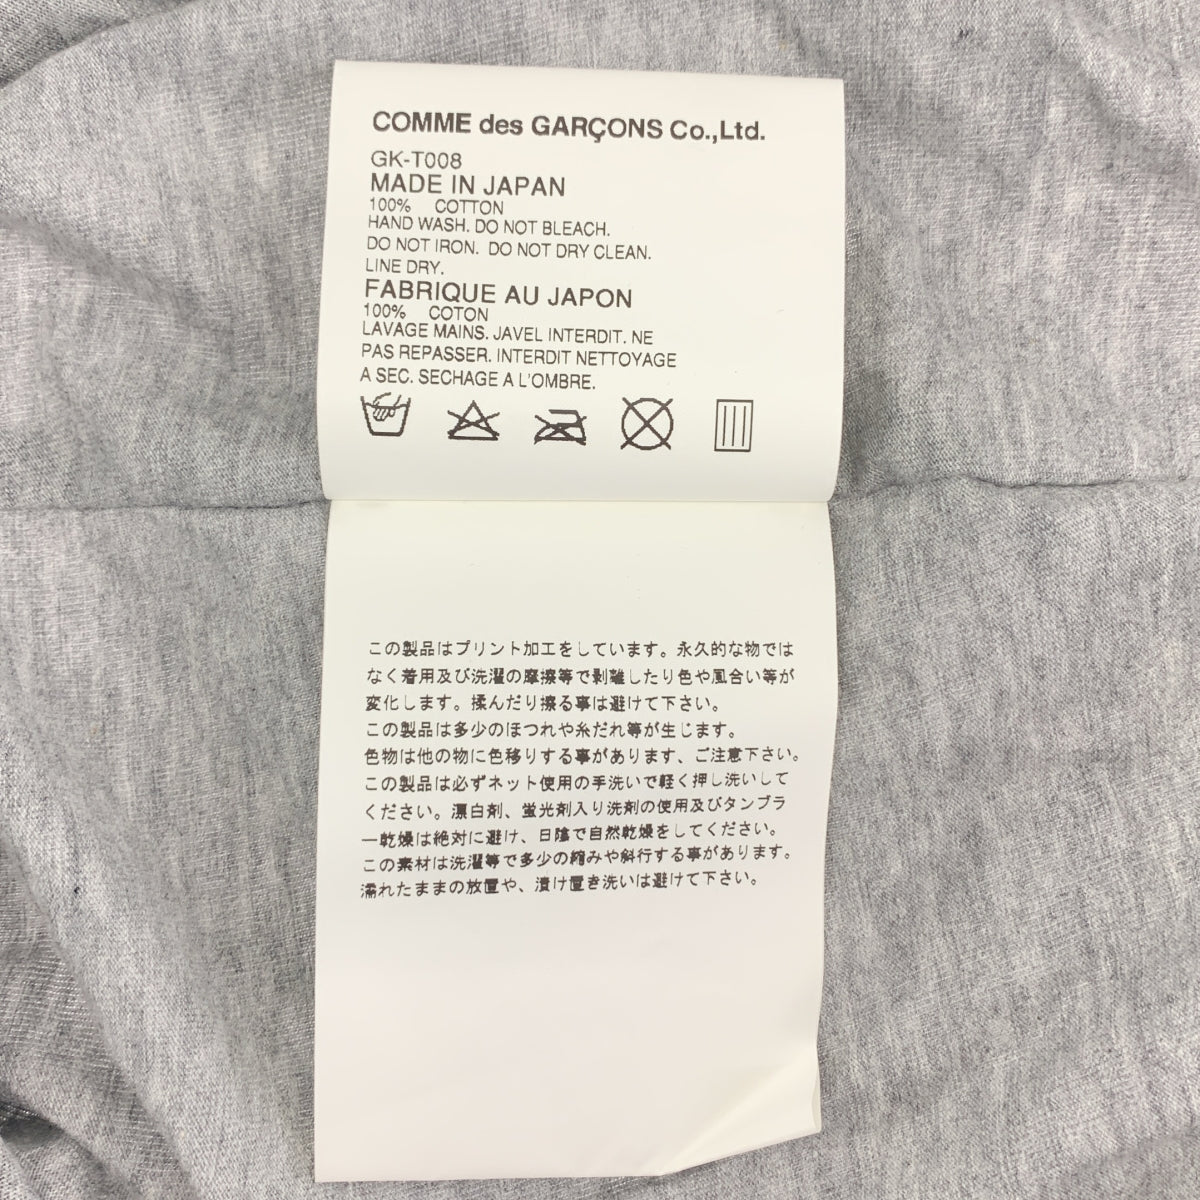 COMME des GARÇONS Co.,Ltd.
GK-T008
MADE IN JAPAN
100% COTTON
HAND WASH. DO NOT BLEACH.
DO NOT IRON. DO NOT DRY CLEAN.
LINE DRY.
FABRIQUE AU JAPON
100% COTON
LAVAGE MAINS. JAVEL INTERDIT. NE
PAS REPASSER. INTERDIT NETTOYAGE
A SEC. SECHAGE A L'OMBRE.
この製品はプリント加工をしています。永久的な物では
なく着用及び洗濯の摩擦等で剥離したり色や風合い等が
変化します。揉んだり擦る事は避けて下さい。
この製品は多少のほつれや糸だれ等が生じます。
色物は他の物に色移りする事があります、ご注意下さい。
この製品は必ずネット使用の手洗いで軽く押し洗いして
ください。漂白剤、蛍光剤入り洗剤の使用及びタンブラ
ー乾燥は絶対に避け、日陰で自然乾燥をしてください。
この素材は洗濯等で多少の縮みや斜行する事があります。
濡れたままの放置や、漬け置き洗いは避けて下さい。